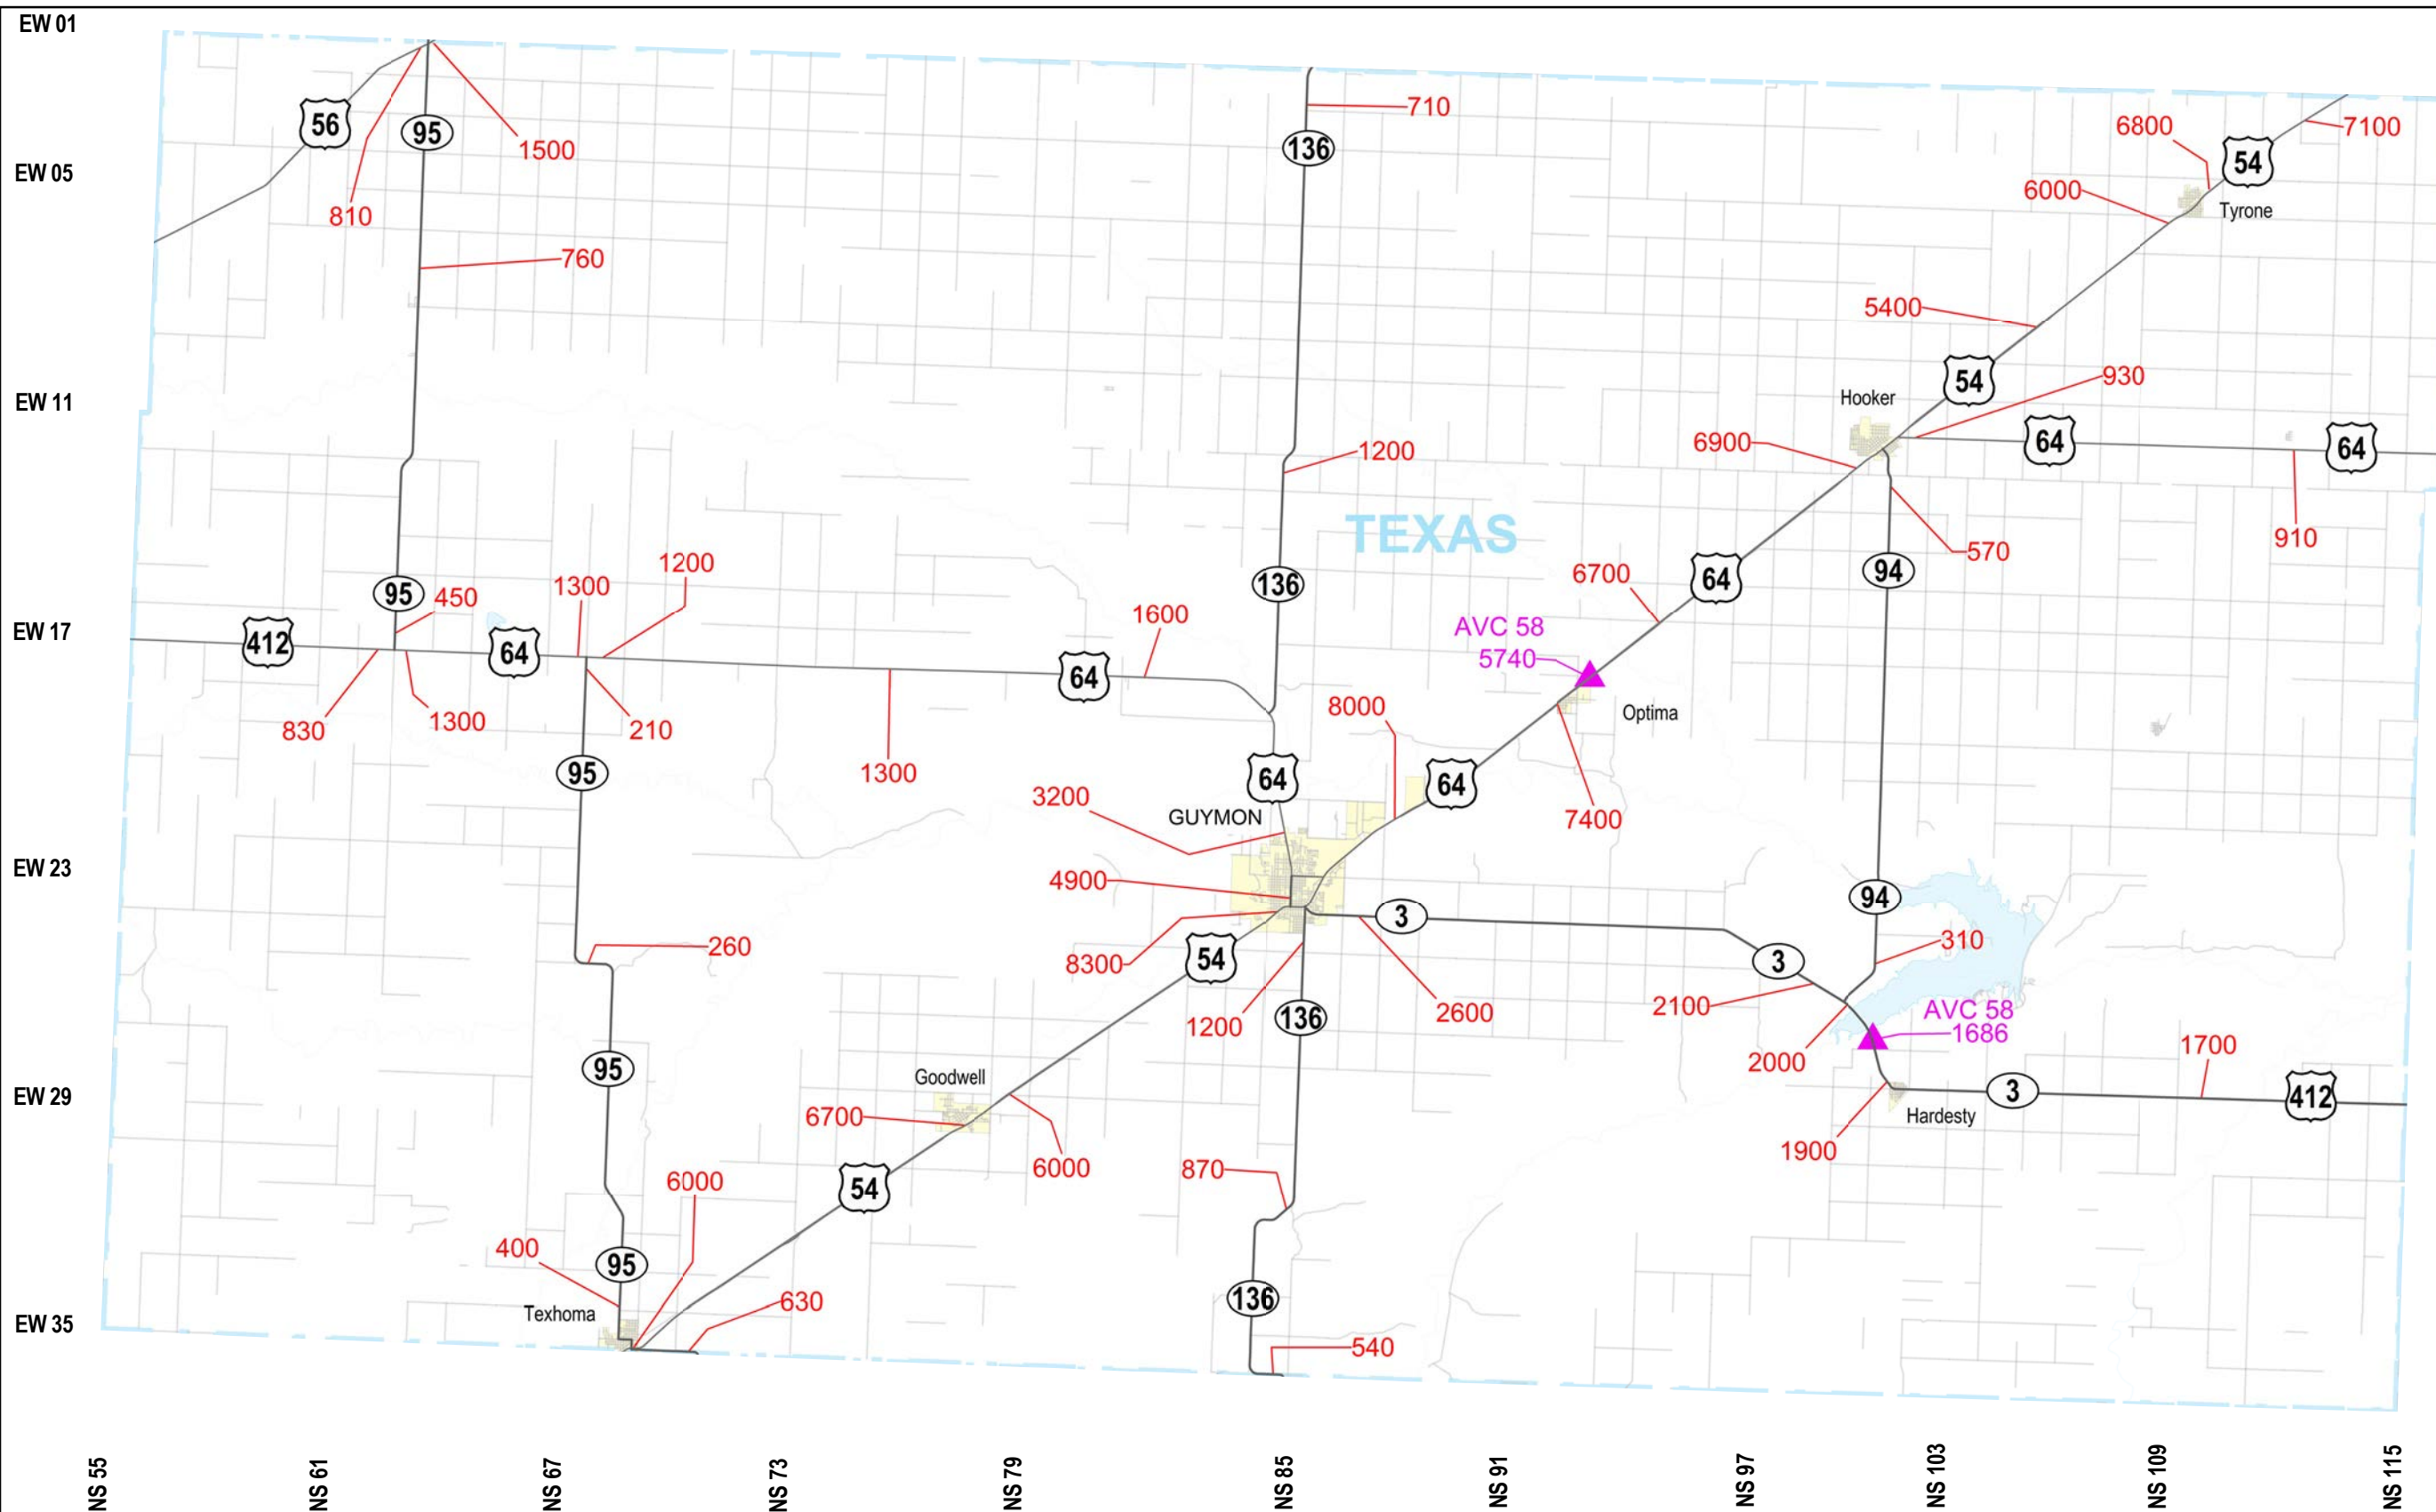 EW 01
56
95
1500
810
710
136
6800
7100
54
EW 05
6000
Tyrone
760
5400
54
930
EW 11
Hooker
6900
64
64
1200
TEXAS
570
910
1200
1300
6700
64
94
136
95
450
1600
AVC 58
5740
EW 17
412
64
64
830
1300
210
8000
Optima
95
1300
64
64
3200
GUYMON
7400
EW 23
4900
94
3
260
8300
54
3
310
2100
2600
1200
136
AVC 58
1686
2000
1700
95
Goodwell
EW 29
3
412
6700
Hardesty
1900
6000
870
6000
54
400
95
136
630
Texhoma
EW 35
540
NS 55
NS 61
NS 67
NS 73
NS 79
NS 85
NS 91
NS 97
NS 103
NS 109
NS 115